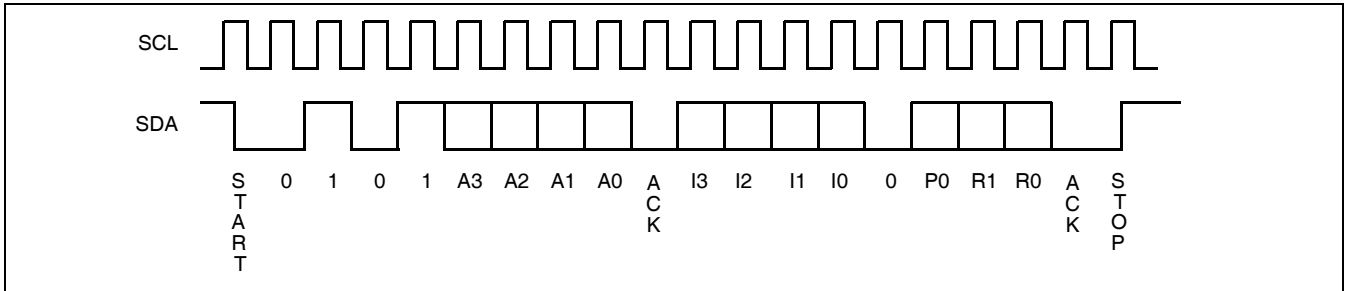 SCL
SDA
START 0 1 0 1 A3 A2 A1 A0 ACK I3 I2 I1 I0 0 P0 R1 R0 ACK STOP